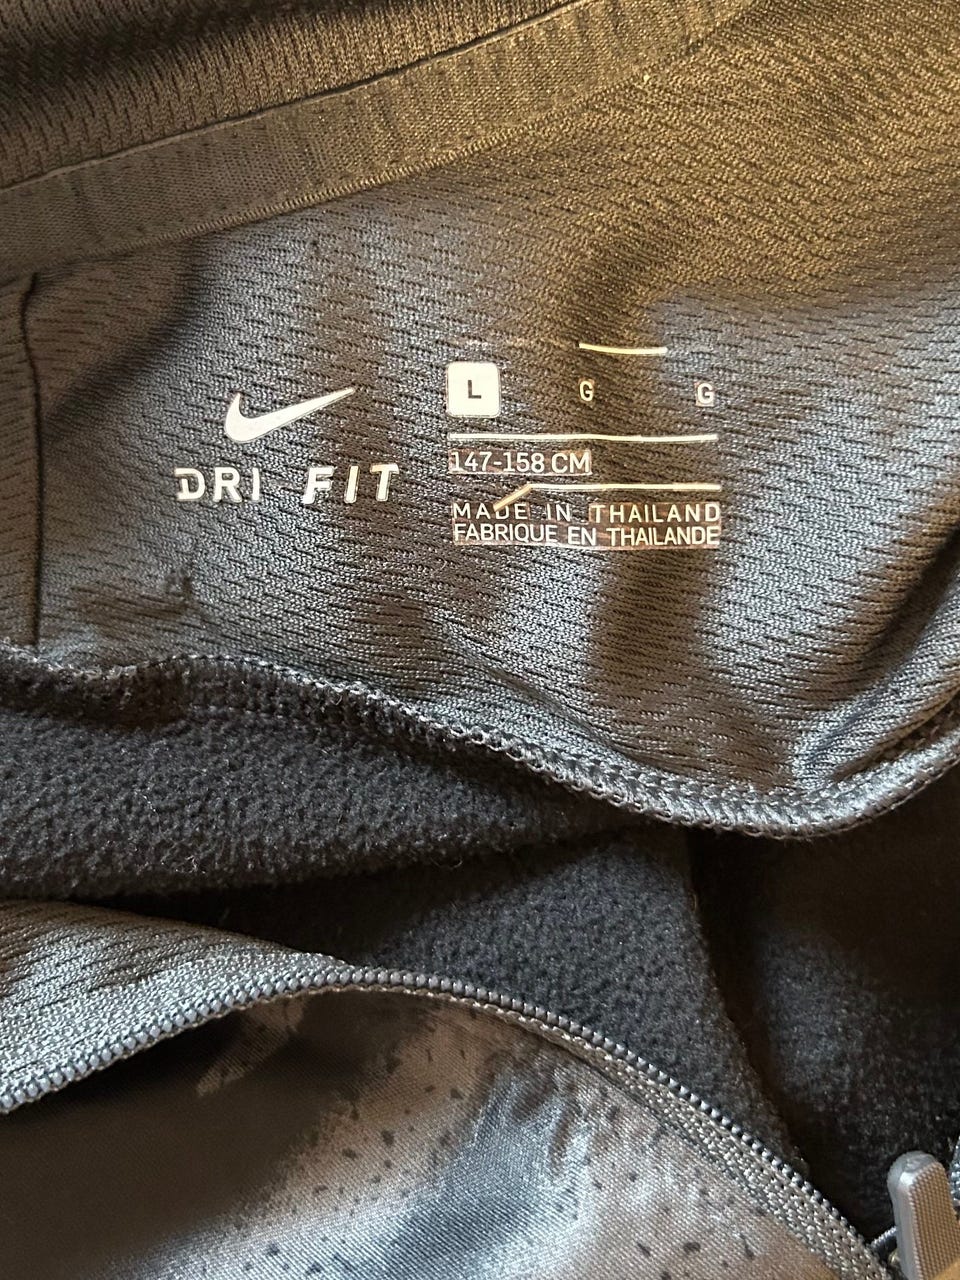 DRI FIT
L G G
147-158 CM
MADE IN THAILAND
FABRIQUE EN THAILANDE